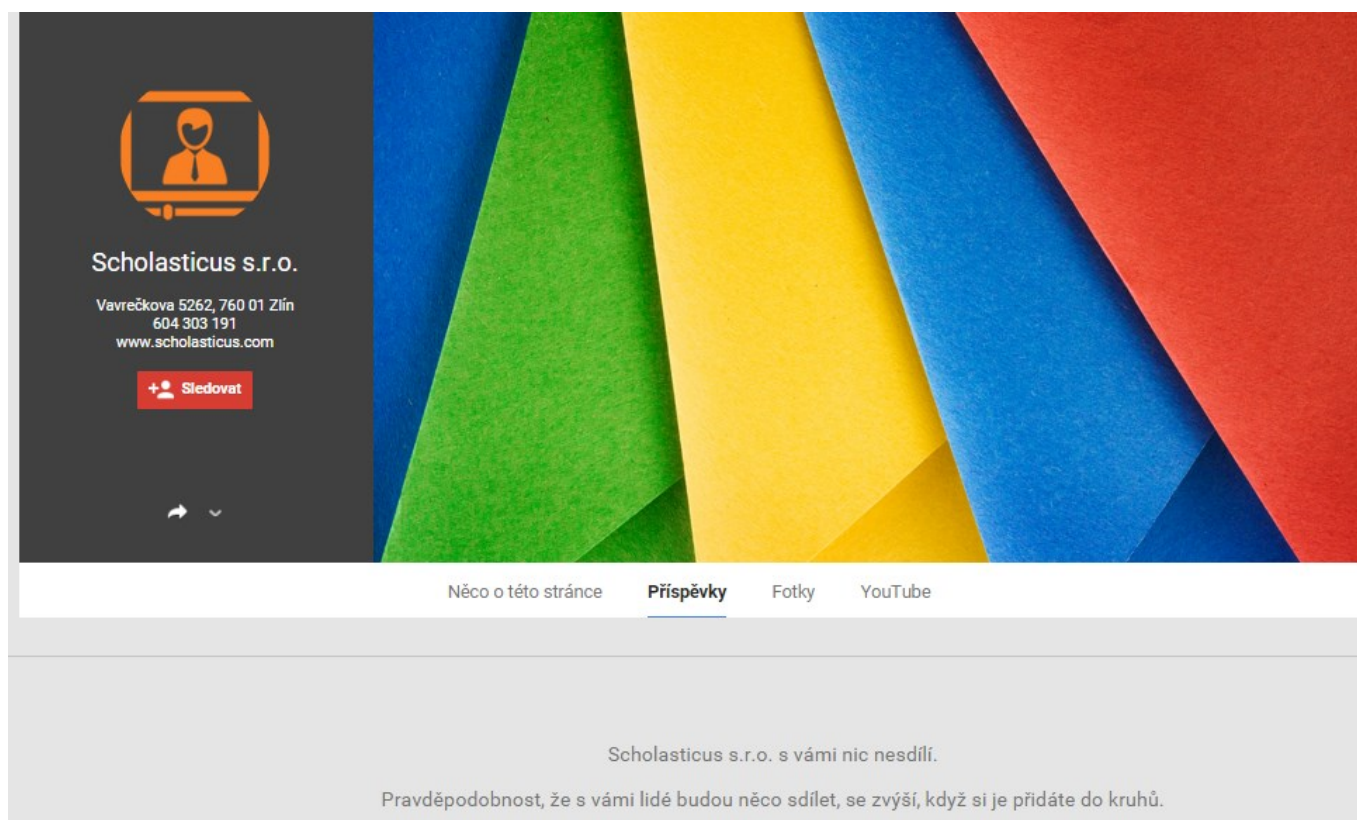 Scholasticus s.r.o.
Vavrečkova 5262, 760 01 Zlín
604 303 191
www.scholasticus.com
Sledovat
Něco o této stránce Příspěvky Fotky YouTube
Scholasticus s.r.o. s vámi nic nesdílí.
Pravděpodobnost, že s vámi lidé budou něco sdílet, se zvýší, když si je přidáte do kruhů.